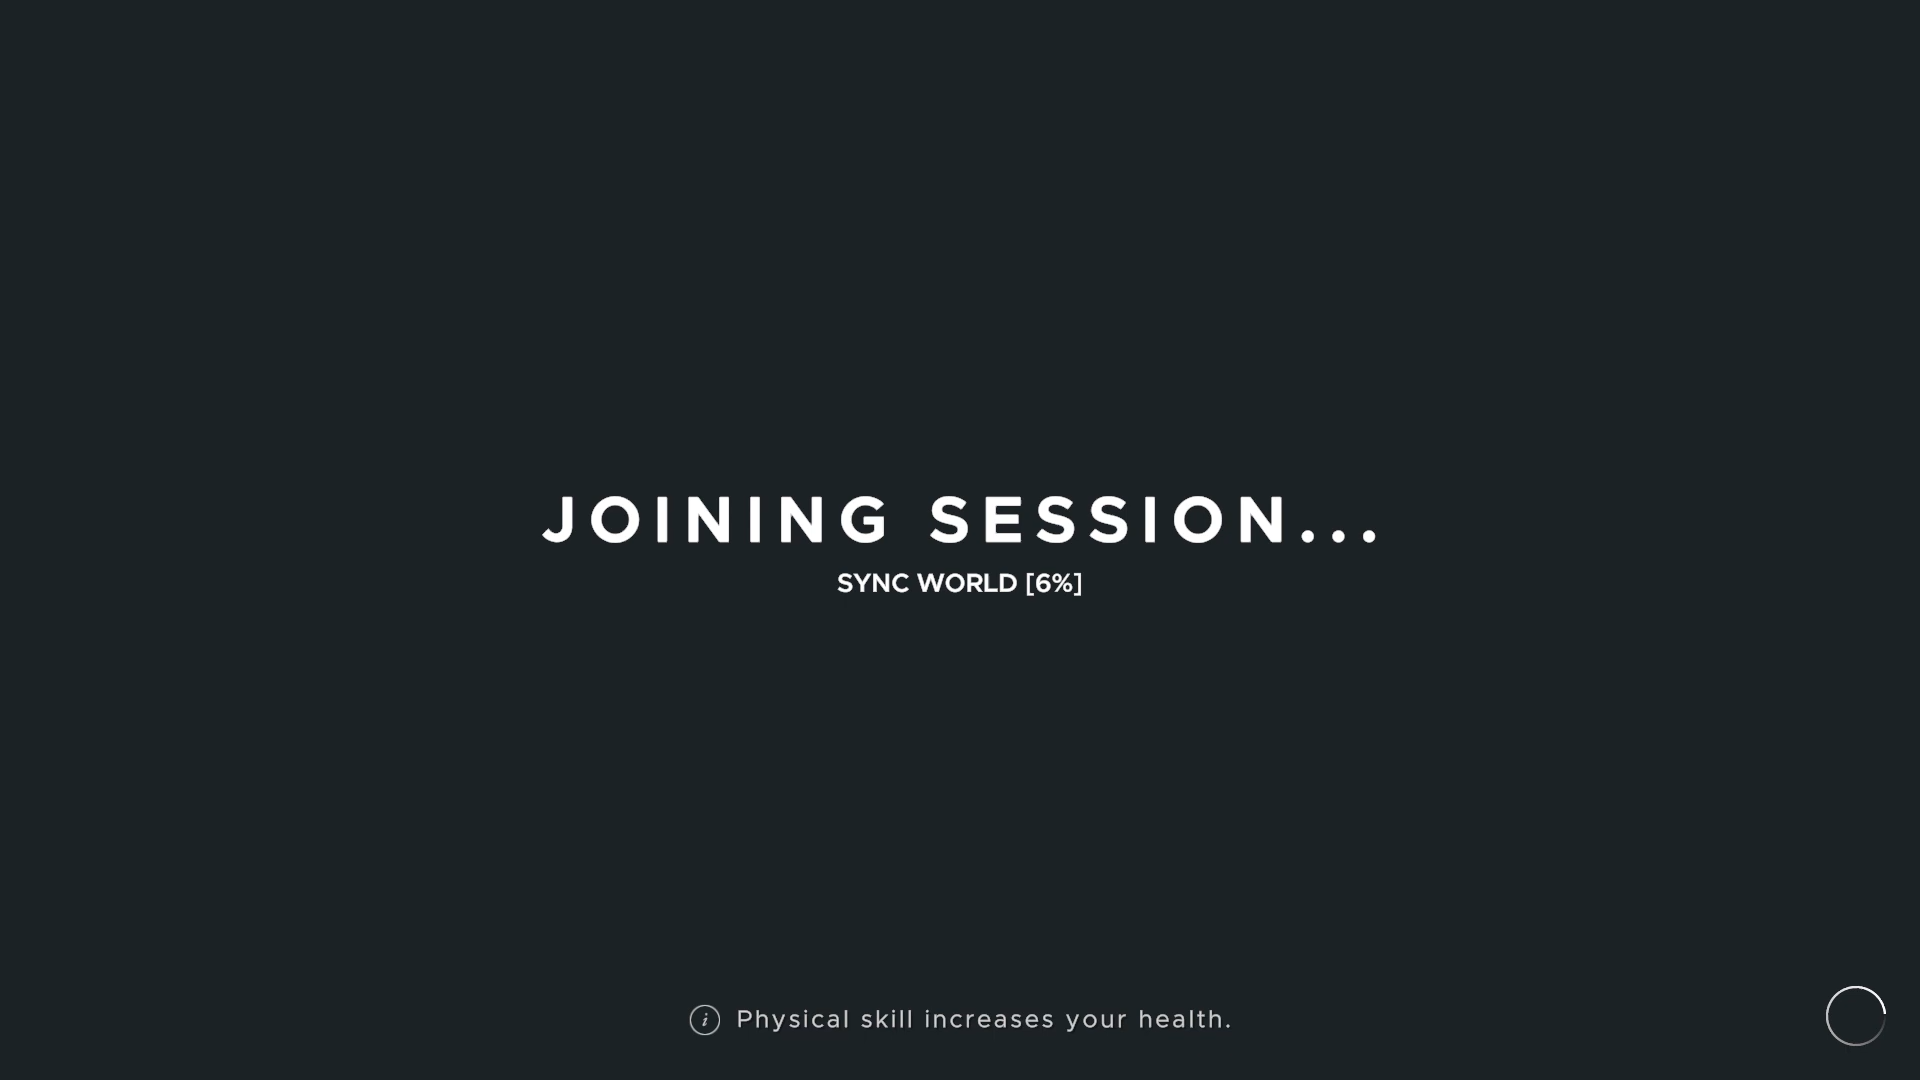 JOINING SESSION...
SYNC WORLD [6%]
i Physical skill increases your health.